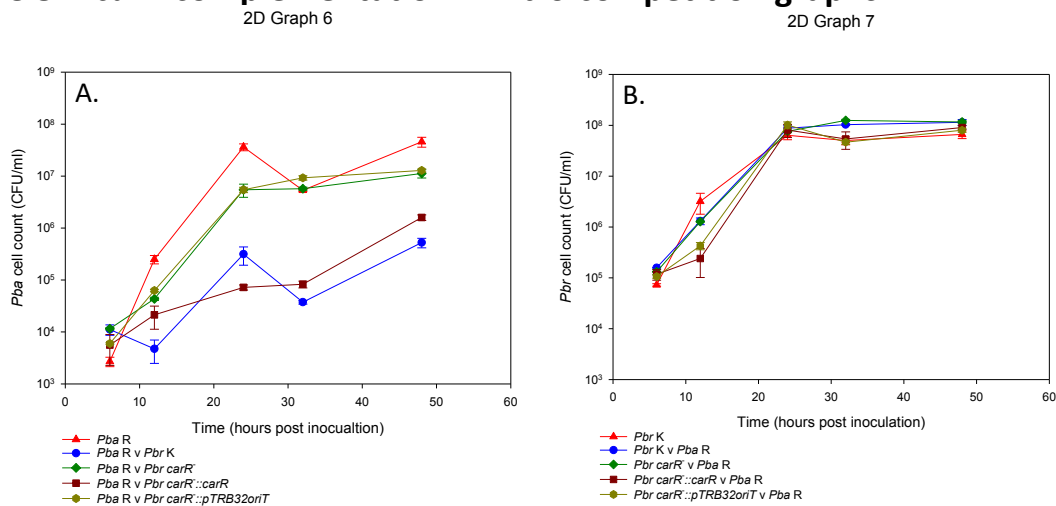 2D Graph 6
A.
10⁹
10⁸
10⁷
10⁶
10⁵
10⁴
10³
Pba cell count (CFU/ml)
0 10 20 30 40 50 60
Time (hours post inocualtion)
Pba R
Pba R v Pbr K
Pba R v Pbr carR⁻
Pba R v Pbr carR⁻::carR
Pba R v Pbr carR⁻::pTRB32oriT
2D Graph 7
B.
10⁹
10⁸
10⁷
10⁶
10⁵
10⁴
10³
Pbr cell count (CFU/ml)
0 10 20 30 40 50 60
Time (hours post inoculation)
Pbr K
Pbr K v Pba R
Pbr carR⁻ v Pba R
Pbr carR⁻::carR v Pba R
Pbr carR⁻::pTRB32oriT v Pba R